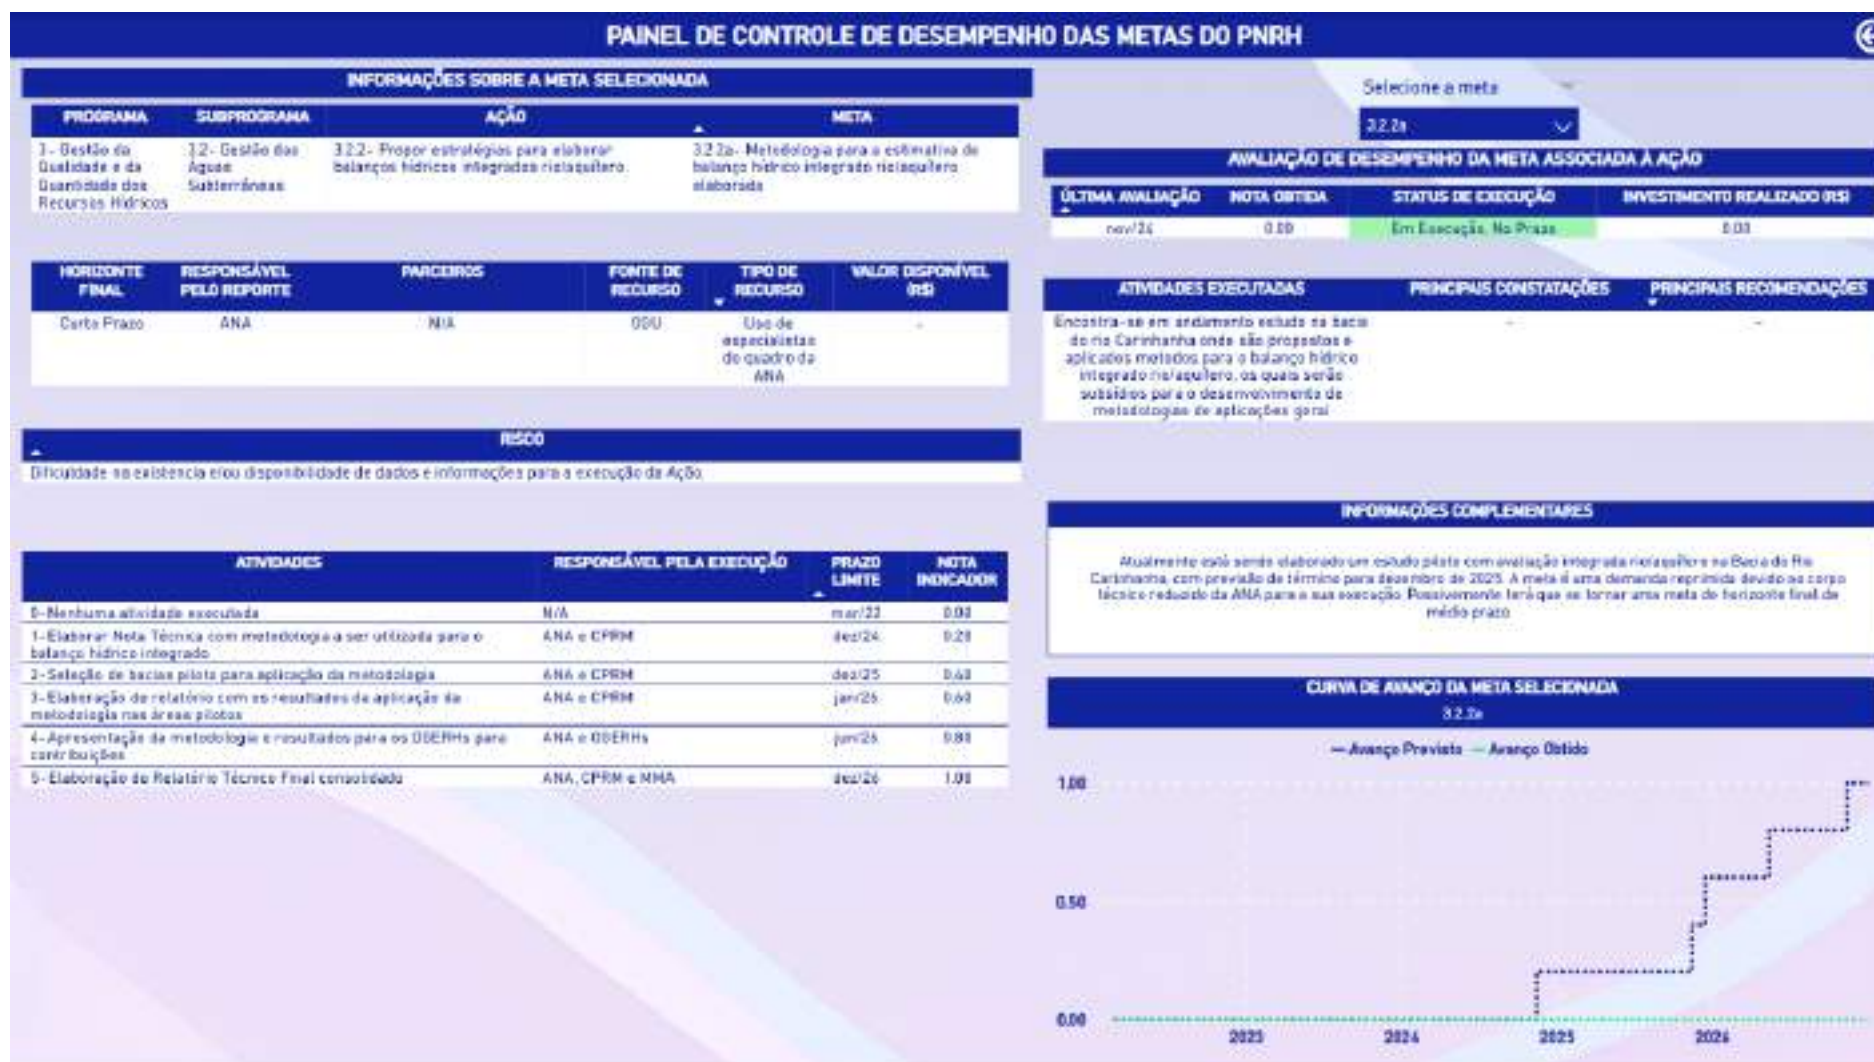 PAINEL DE CONTROLE DE DESEMPENHO DAS METAS DO PNRH
INFORMAÇÕES SOBRE A META SELECIONADA
PROGRAMA SUBPROGRAMA AÇÃO META
3- Gestão da Qualidade e da Quantidade dos Recursos Hídricos
3.2- Gestão das Águas Subterrâneas
3.2.2- Propor estratégias para elaborar balanços hídricos integrados rio/aquífero.
3.2.2a- Metodologia para a estimativa de balanço hídrico integrado rio/aquífero elaborada
HORIZONTE FINAL RESPONSÁVEL PELO REPORTE PARCEIROS FONTE DE RECURSO TIPO DE RECURSO VALOR DISPONÍVEL (R$)
Curto Prazo ANA N/A OGU Uso de especialistas do quadro da ANA -
RISCO
Dificuldade na existencia e/ou disponibilidade de dados e informações para a execução da Ação.
ATIVIDADES RESPONSÁVEL PELA EXECUÇÃO PRAZO LIMITE NOTA INDICADOR
0-Nenhuma atividade executada N/A mar/22 0.00
1-Elaborar Nota Técnica com metodologia a ser utilizada para o balanço hídrico integrado ANA e CPRM dez/24 0.20
2-Seleção de bacias piloto para aplicação da metodologia ANA e CPRM dez/25 0.40
3-Elaboração de relatório com os resultados da aplicação da metodologia nas áreas pilotos ANA e CPRM jan/26 0.60
4-Apresentação da metodologia e resultados para os OGERHs para contribuições ANA e OGERHs jun/26 0.80
5-Elaboração do Relatório Técnico Final consolidado ANA, CPRM e MMA dez/26 1.00
Selecione a meta
3.2.2a
AVALIAÇÃO DE DESEMPENHO DA META ASSOCIADA À AÇÃO
ÚLTIMA AVALIAÇÃO NOTA OBTIDA STATUS DE EXECUÇÃO INVESTIMENTO REALIZADO (R$)
nov/24 0.00 Em Execução, No Prazo 0,00
ATIVIDADES EXECUTADAS PRINCIPAIS CONSTATAÇÕES PRINCIPAIS RECOMENDAÇÕES
Encontra-se em andamento estudo na bacia
do rio Carinhanha onde são propostos e
aplicados metodos para o balanço hídrico
integrado rio/aquífero, os quais serão
subsídios para o desenvolvimento de
metodologias de aplicações geral
- -
INFORMAÇÕES COMPLEMENTARES
Atualmente está sendo elaborado um estudo piloto com avaliação integrada rio/aquífero na Bacia do Rio
Carinhanha, com previsão de término para dezembro de 2025. A meta é uma demanda reprimida devido ao corpo
técnico reduzido da ANA para a sua execução. Possivemente terá que se tornar uma meta de horizonte final de
médio prazo
CURVA DE AVANÇO DA META SELECIONADA
3.2.2a
Avanço Previsto Avanço Obtido
1.00
0.50
0.00
2023 2024 2025 2026